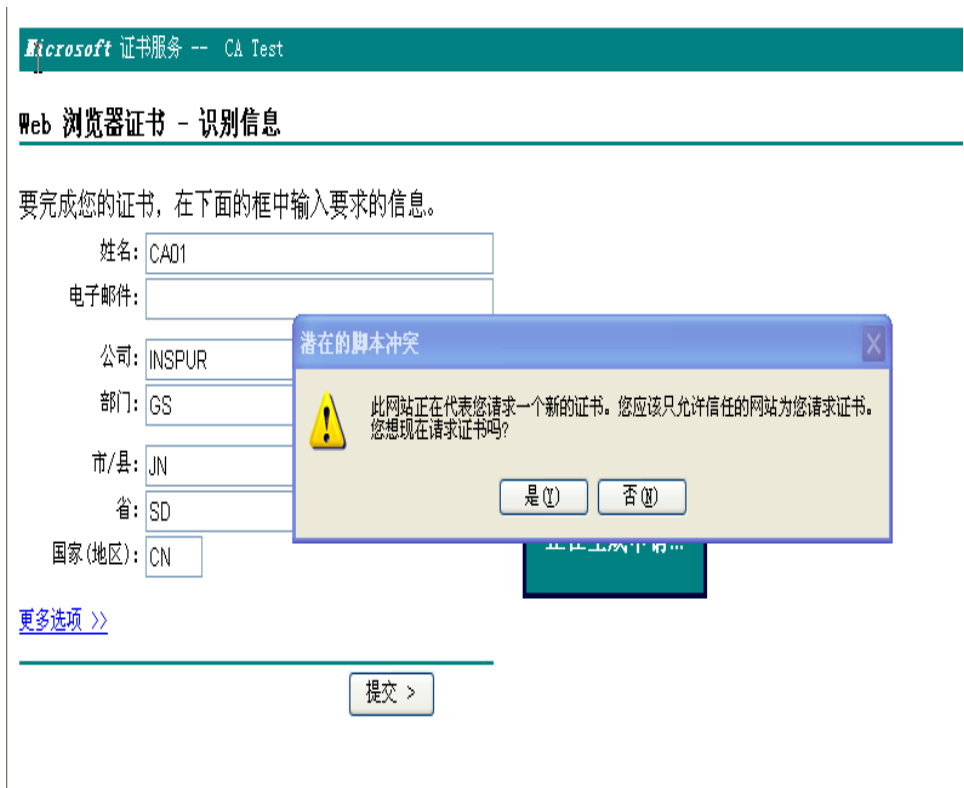 Microsoft 证书服务 -- CA Test
Web 浏览器证书 - 识别信息
要完成您的证书，在下面的框中输入要求的信息。
姓名: CA01
电子邮件:
潜在的脚本冲突
公司: INSPUR
此网站正在代表您请求一个新的证书。您应该只允许信任的网站为您请求证书。
部门: GS
您想现在请求证书吗?
市/县: JN
是(Y) 否(N)
省: SD
国家(地区): CN
更多选项 >>
提交 >